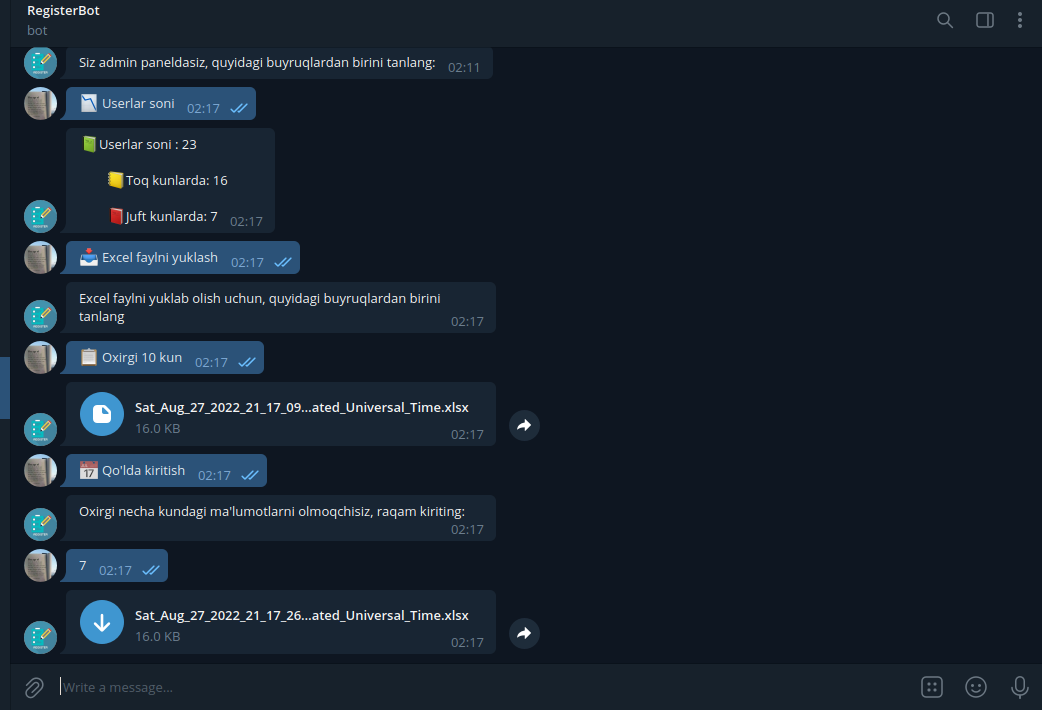 RegisterBot
bot
Siz admin paneldasiz, quyidagi buyruqlardan birini tanlang: 02:11
Userlar soni 02:17
Userlar soni : 23
Toq kunlarda: 16
Juft kunlarda: 7 02:17
Excel faylni yuklash 02:17
Excel faylni yuklab olish uchun, quyidagi buyruqlardan birini
tanlang 02:17
Oxirgi 10 kun 02:17
Sat_Aug_27_2022_21_17_09...ated_Universal_Time.xlsx
16.0 KB 02:17
17 Qo'lda kiritish 02:17
Oxirgi necha kundagi ma'lumotlarni olmoqchisiz, raqam kiriting:
02:17
7 02:17
Sat_Aug_27_2022_21_17_26...ated_Universal_Time.xlsx
16.0 KB 02:17
Write a message...